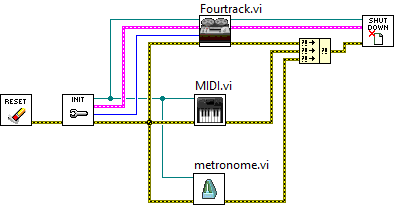 Fourtrack.vi
SHUT
DOWN
?!
?!
?!
?!
MIDI.vi
RESET
INIT
metronome.vi